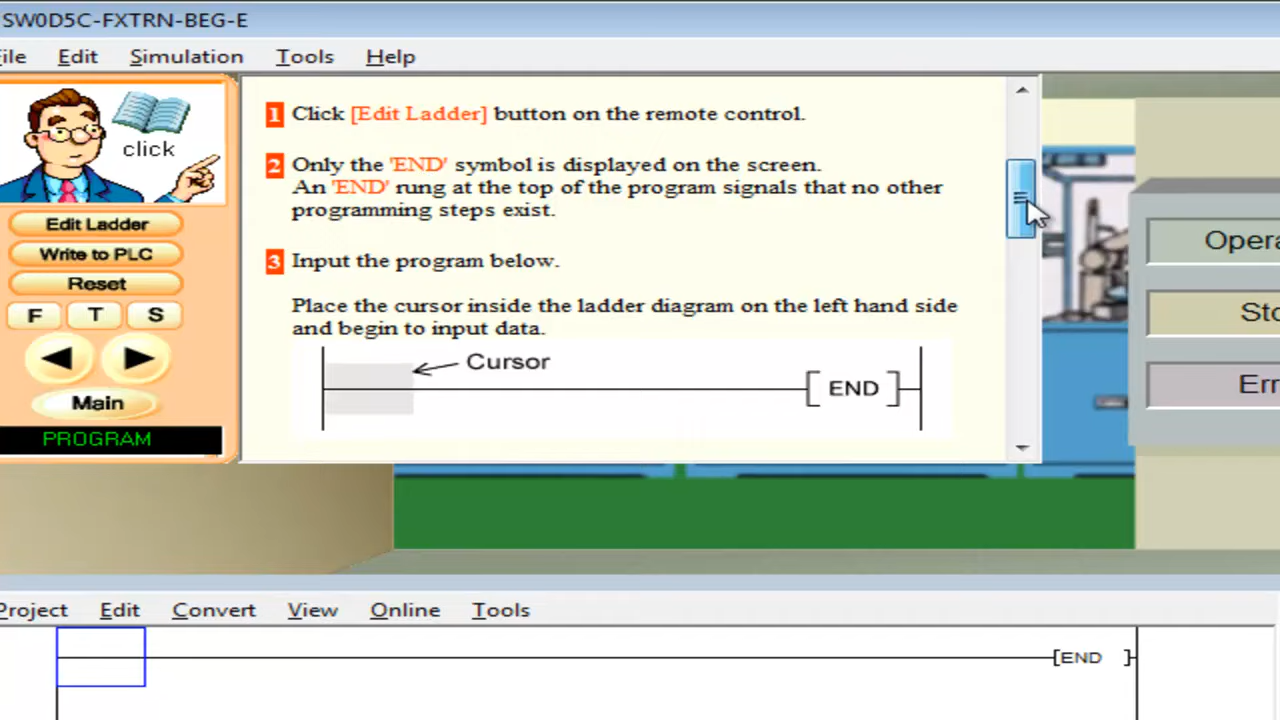 SW0D5C-FXTRN-BEG-E
ile Edit Simulation Tools Help
click
Edit Ladder
Write to PLC
Reset
F T S
Main
PROGRAM
1 Click [Edit Ladder] button on the remote control.
2 Only the 'END' symbol is displayed on the screen.
An 'END' rung at the top of the program signals that no other
programming steps exist.
3 Input the program below.
Place the cursor inside the ladder diagram on the left hand side
and begin to input data.
Cursor
END
Opera
Sto
Err
Project Edit Convert View Online Tools
[END ]